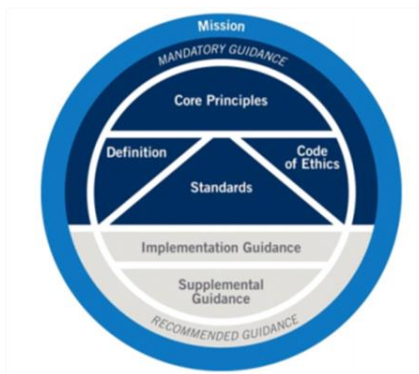 Mission
MANDATORY GUIDANCE
Core Principles
Definition
Code
of Ethics
Standards
Implementation Guidance
Supplemental
Guidance
RECOMMENDED GUIDANCE